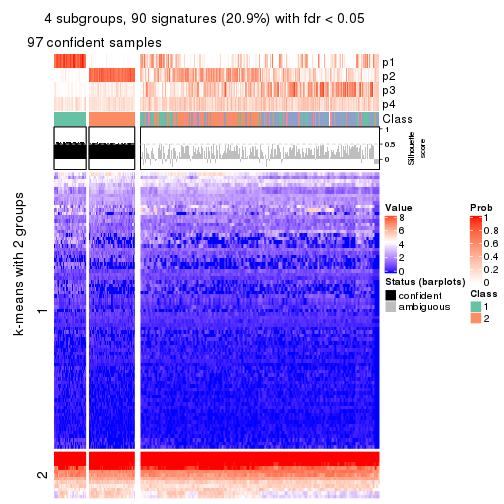 4 subgroups, 90 signatures (20.9%) with fdr < 0.05
97 confident samples
p1
p2
p3
p4
Class
1
0.5
0
Silhouette
score
k-means with 2 groups
1
2
Value
8
6
4
2
0
Prob
1
0.8
0.6
0.4
0.2
0
Status (barplots)
confident
ambiguous
Class
1
2